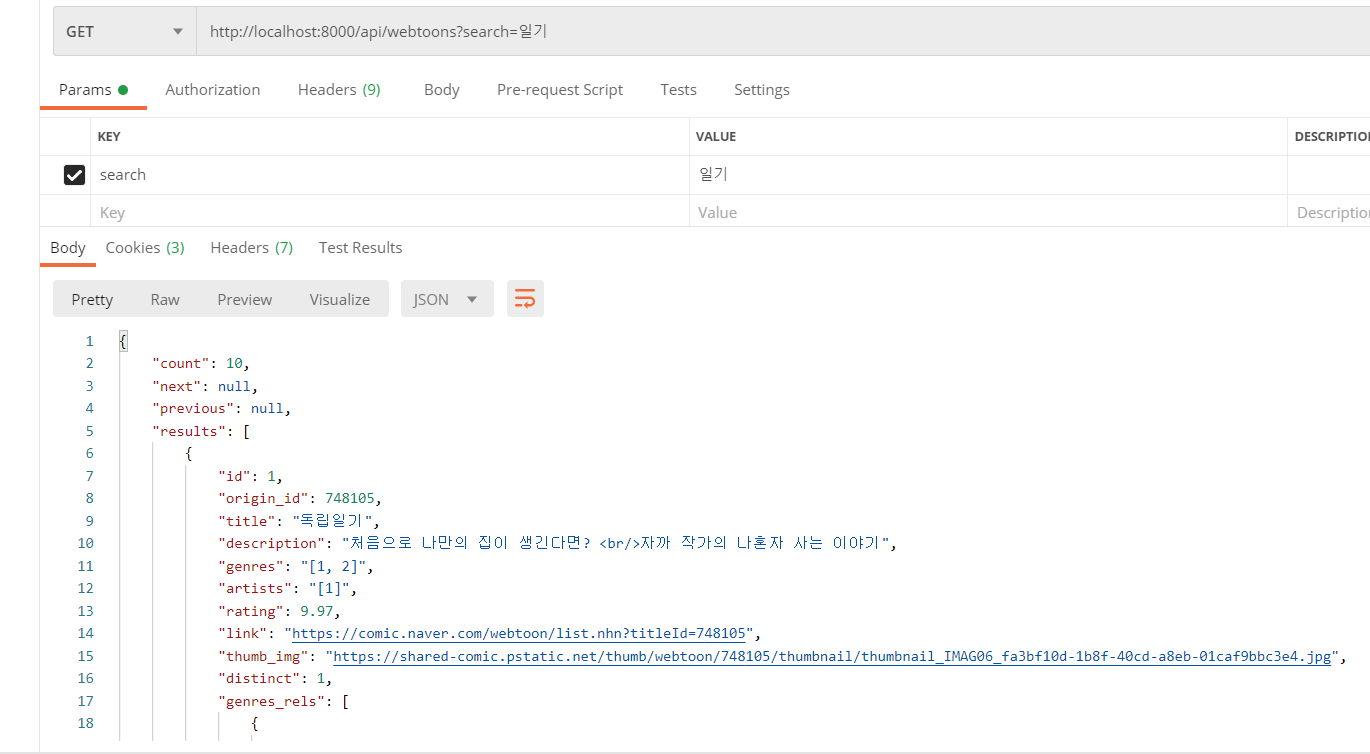 GET http://localhost:8000/api/webtoons?search=일기
Params Authorization Headers (9) Body Pre-request Script Tests Settings
KEY VALUE DESCRIPTIO
search 일기
Key Value Descriptio
Body Cookies (3) Headers (7) Test Results
Pretty Raw Preview Visualize JSON
1 {
2 "count": 10,
3 "next": null,
4 "previous": null,
5 "results": [
6 {
7 "id": 1,
8 "origin_id": 748105,
9 "title": "독립일기",
10 "description": "처음으로 나만의 집이 생긴다면? <br/>자까 작가의 나혼자 사는 이야기",
11 "genres": "[1, 2]",
12 "artists": "[1]",
13 "rating": 9.97,
14 "link": "https://comic.naver.com/webtoon/list.nhn?titleId=748105",
15 "thumb_img": "https://shared-comic.pstatic.net/thumb/webtoon/748105/thumbnail/thumbnail_IMAG06_fa3bf10d-1b8f-40cd-a8eb-01caf9bbc3e4.jpg",
16 "distinct": 1,
17 "genres_rels": [
18 {